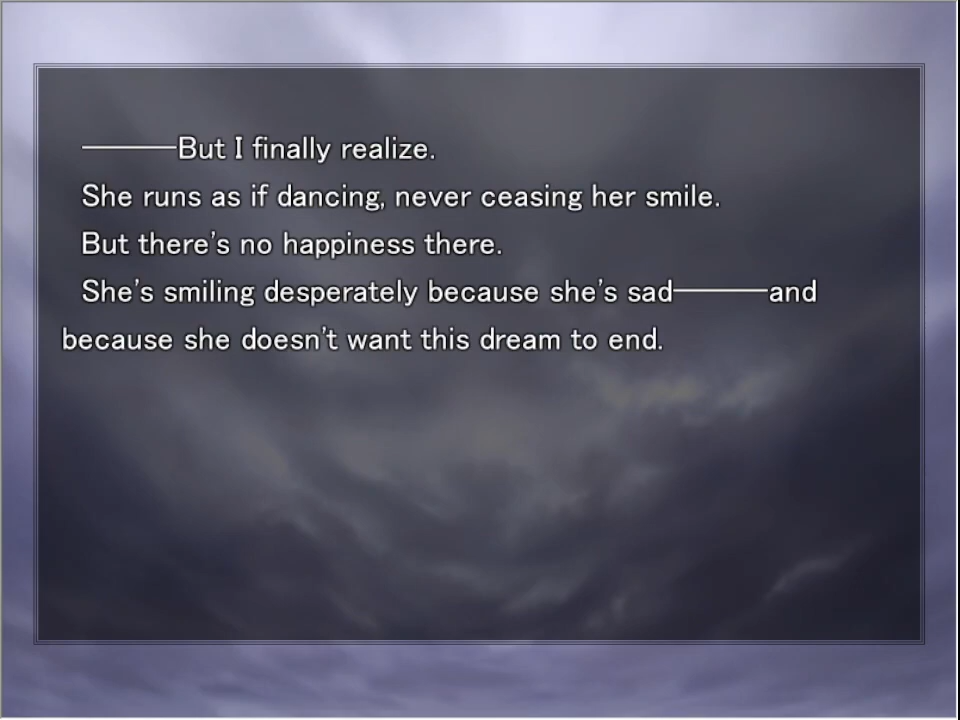 ————But I finally realize.
She runs as if dancing, never ceasing her smile.
But there's no happiness there.
She's smiling desperately because she's sad————and
because she doesn't want this dream to end.